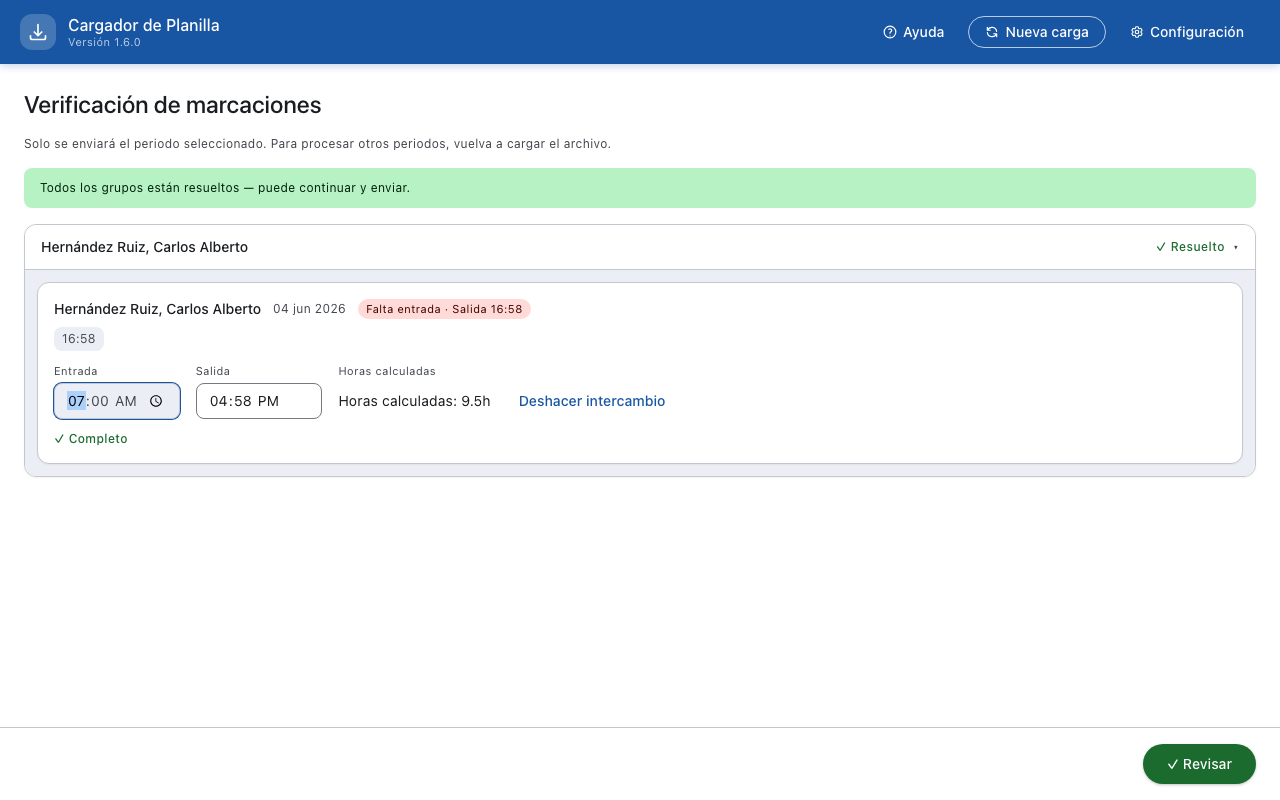 Cargador de Planilla
Versión 1.6.0
Ayuda
Nueva carga
Configuración
Verificación de marcaciones
Solo se enviará el periodo seleccionado. Para procesar otros periodos, vuelva a cargar el archivo.
Todos los grupos están resueltos — puede continuar y enviar.
Hernández Ruiz, Carlos Alberto
✓ Resuelto
Hernández Ruiz, Carlos Alberto 04 jun 2026 Falta entrada · Salida 16:58
16:58
Entrada Salida Horas calculadas
07:00 AM 04:58 PM Horas calculadas: 9.5h Deshacer intercambio
✓ Completo
✓ Revisar